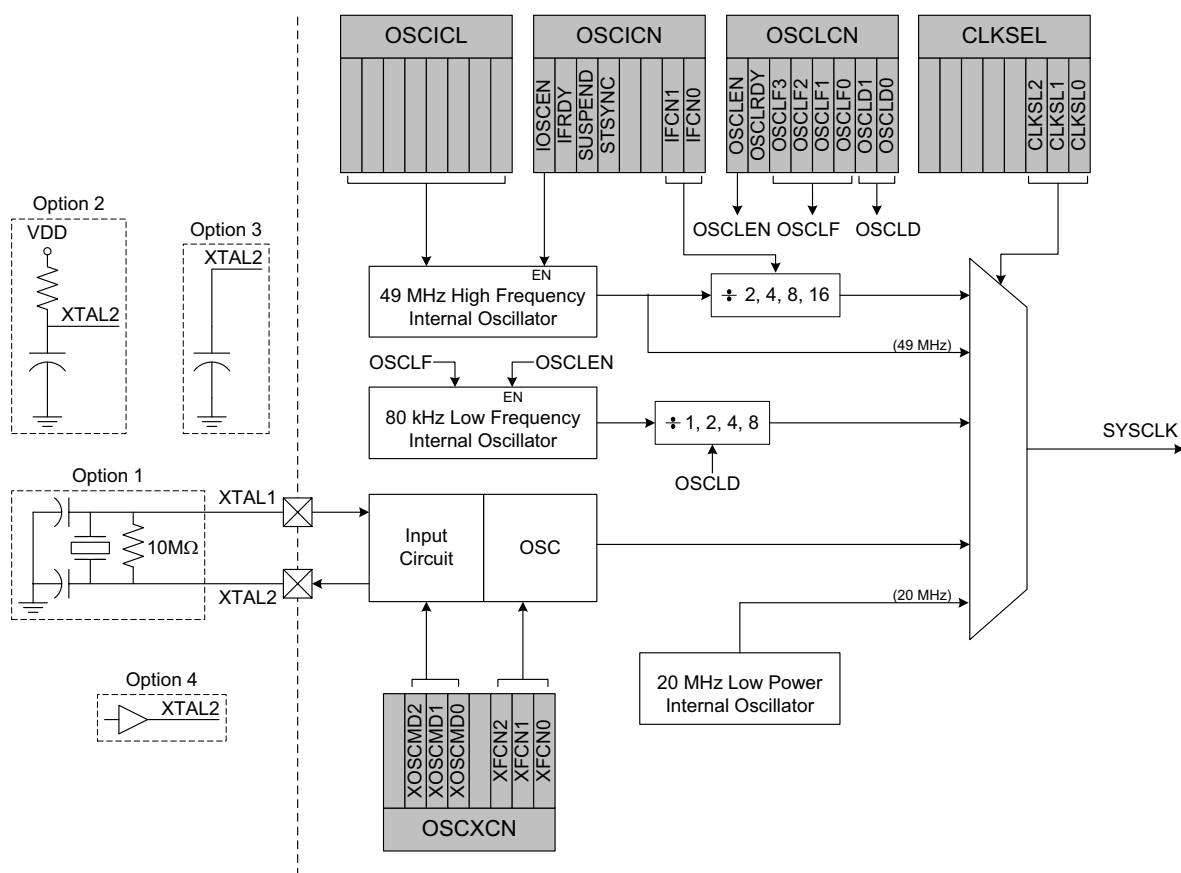 OSCICL
OSCICN
OSCLCN
CLKSEL
IOSCEN
IFRDY
SUSPEND
STSYNC
IFCN1
IFCN0
OSCLEN
OSCLRDY
OSCLF3
OSCLF2
OSCLF1
OSCLF0
OSCLD1
OSCLD0
CLKSL2
CLKSL1
CLKSL0
Option 2
VDD
XTAL2
Option 3
XTAL2
OSCLEN
OSCLF
OSCLD
EN
49 MHz High Frequency
Internal Oscillator
÷ 2, 4, 8, 16
(49 MHz)
OSCLF
OSCLEN
EN
80 kHz Low Frequency
Internal Oscillator
÷ 1, 2, 4, 8
OSCLD
SYSCLK
Option 1
XTAL1
10MΩ
XTAL2
Input
Circuit
OSC
(20 MHz)
20 MHz Low Power
Internal Oscillator
Option 4
XTAL2
XOSCMD2
XOSCMD1
XOSCMD0
XFCN2
XFCN1
XFCN0
OSCXCN